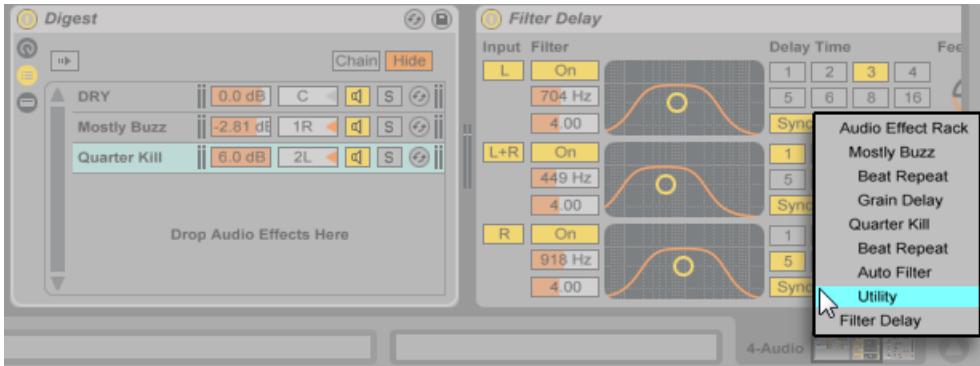 Digest
Chain Hide
DRY 0.0 dB C S
Mostly Buzz -2.81 dB 1R S
Quarter Kill 6.0 dB 2L S
Drop Audio Effects Here
Filter Delay
Input Filter Delay Time
L On 1 2 3 4
704 Hz 5 6 8 16
4.00 Sync
L+R On 1
449 Hz 5
4.00 Sync
R On 1
918 Hz 5
4.00 Sync
Audio Effect Rack
Mostly Buzz
Beat Repeat
Grain Delay
Quarter Kill
Beat Repeat
Auto Filter
Utility
Filter Delay
4-Audio